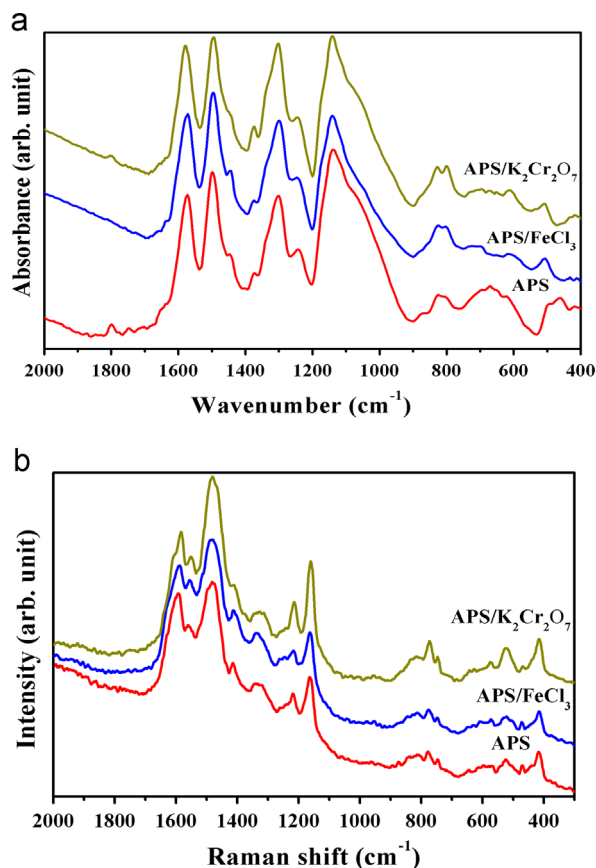 a
Absorbance (arb. unit)
APS/K₂Cr₂O₇
APS/FeCl₃
APS
2000 1800 1600 1400 1200 1000 800 600 400
Wavenumber (cm⁻¹)
b
Intensity (arb. unit)
APS/K₂Cr₂O₇
APS/FeCl₃
APS
2000 1800 1600 1400 1200 1000 800 600 400
Raman shift (cm⁻¹)